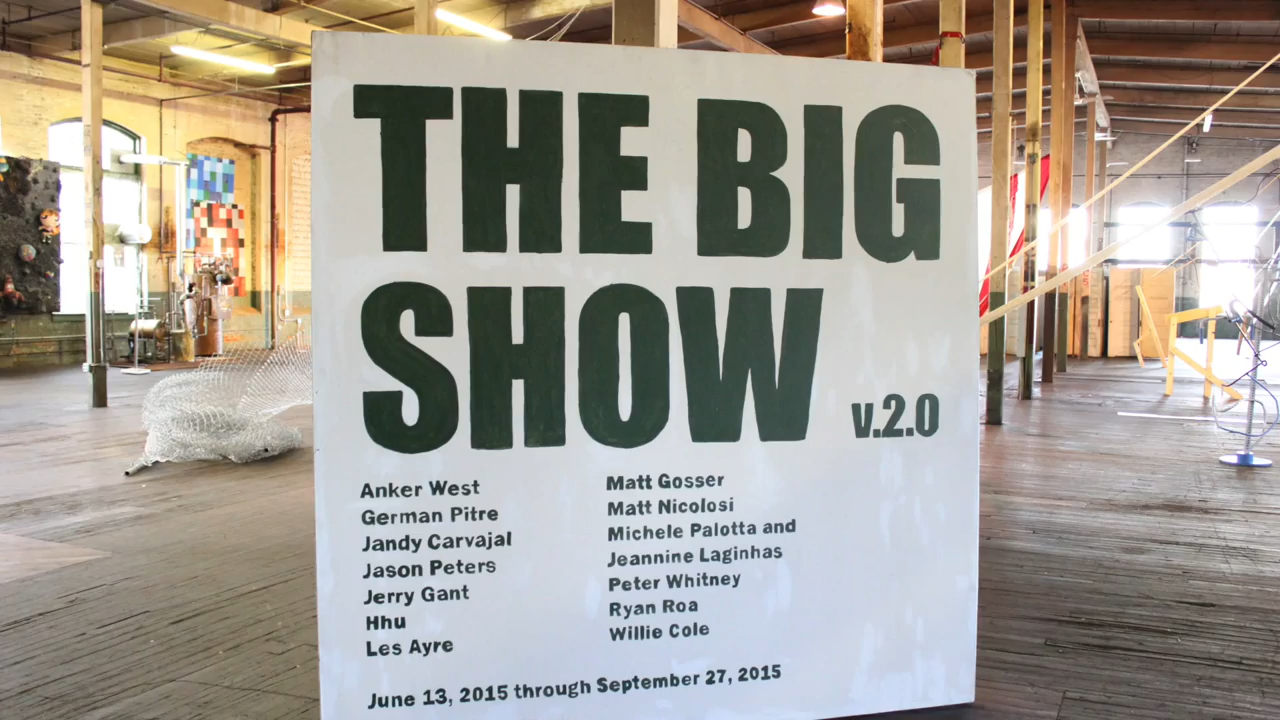 THE BIG
SHOW v.2.0
Anker West
German Pitre
Jandy Carvajal
Jason Peters
Jerry Gant
Hhu
Les Ayre
Matt Gosser
Matt Nicolosi
Michele Palotta and
Jeannine Laginhas
Peter Whitney
Ryan Roa
Willie Cole
June 13, 2015 through September 27, 2015